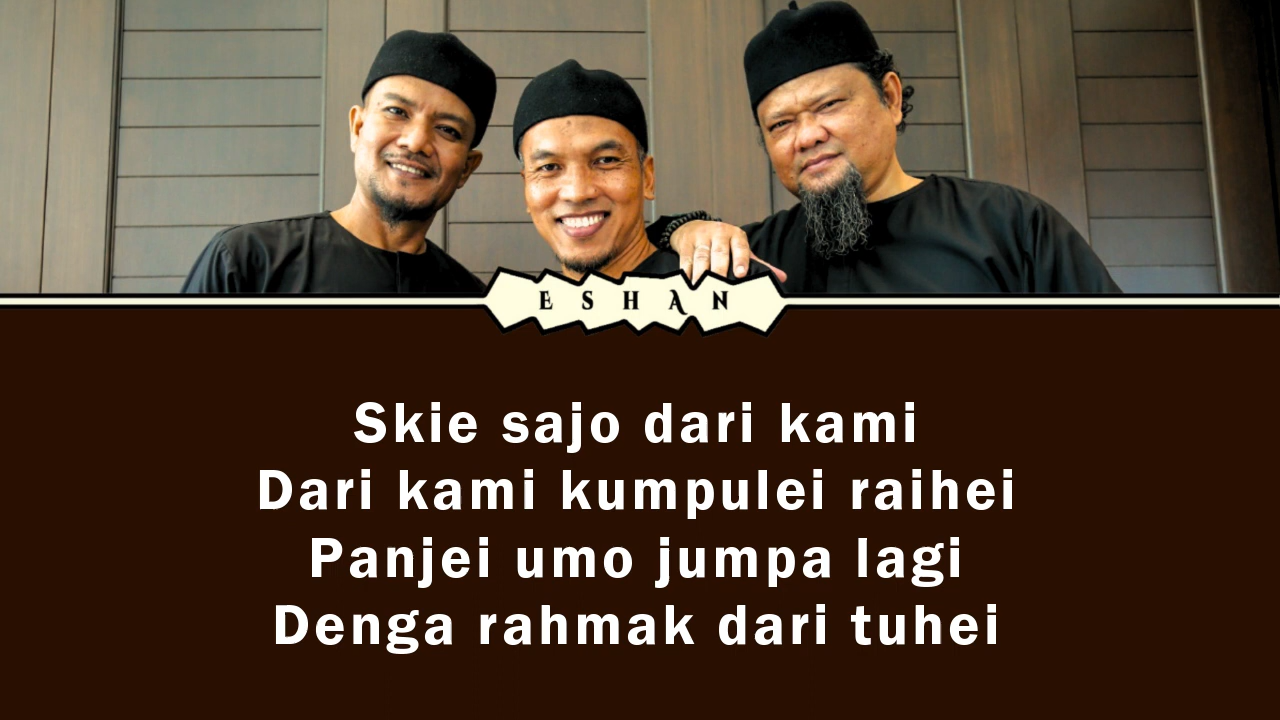 ESHAN
Skie sajo dari kami
Dari kami kumpulei raihei
Panjei umo jumpa lagi
Denga rahmak dari tuhei